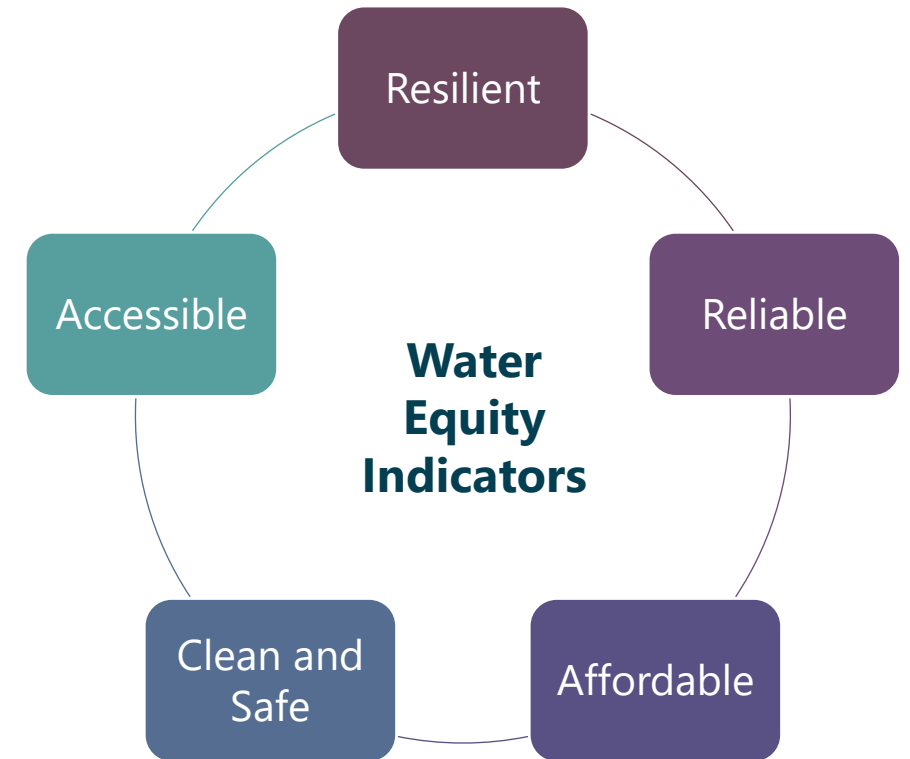 Resilient
Accessible
Reliable
Water
Equity
Indicators
Clean and
Safe
Affordable